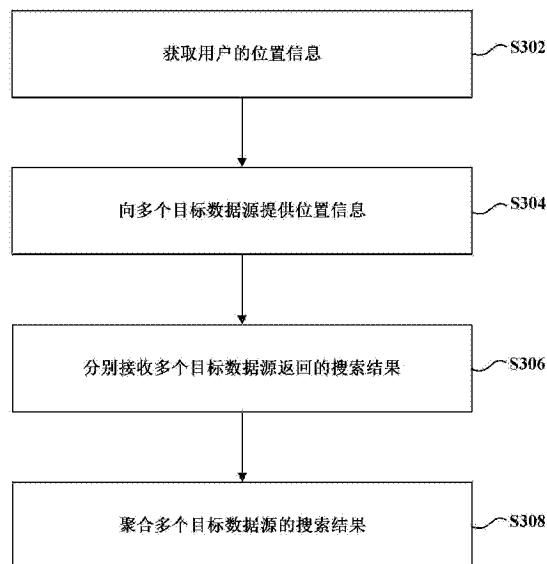 获取用户的位置信息
S302
向多个目标数据源提供位置信息
S304
分别接收多个目标数据源返回的搜索结果
S306
聚合多个目标数据源的搜索结果
S308